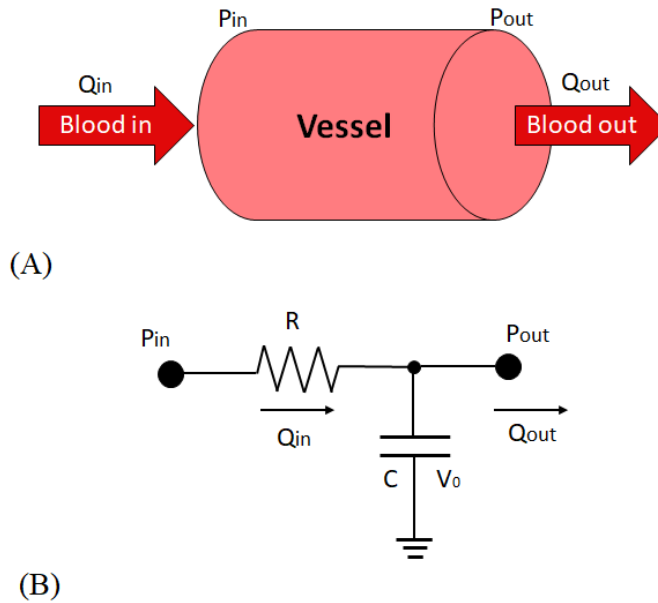 Pin Pout
Qin Qout
Blood in Vessel Blood out
(A)
R
Pin Pout
Qin Qout
C V0
(B)